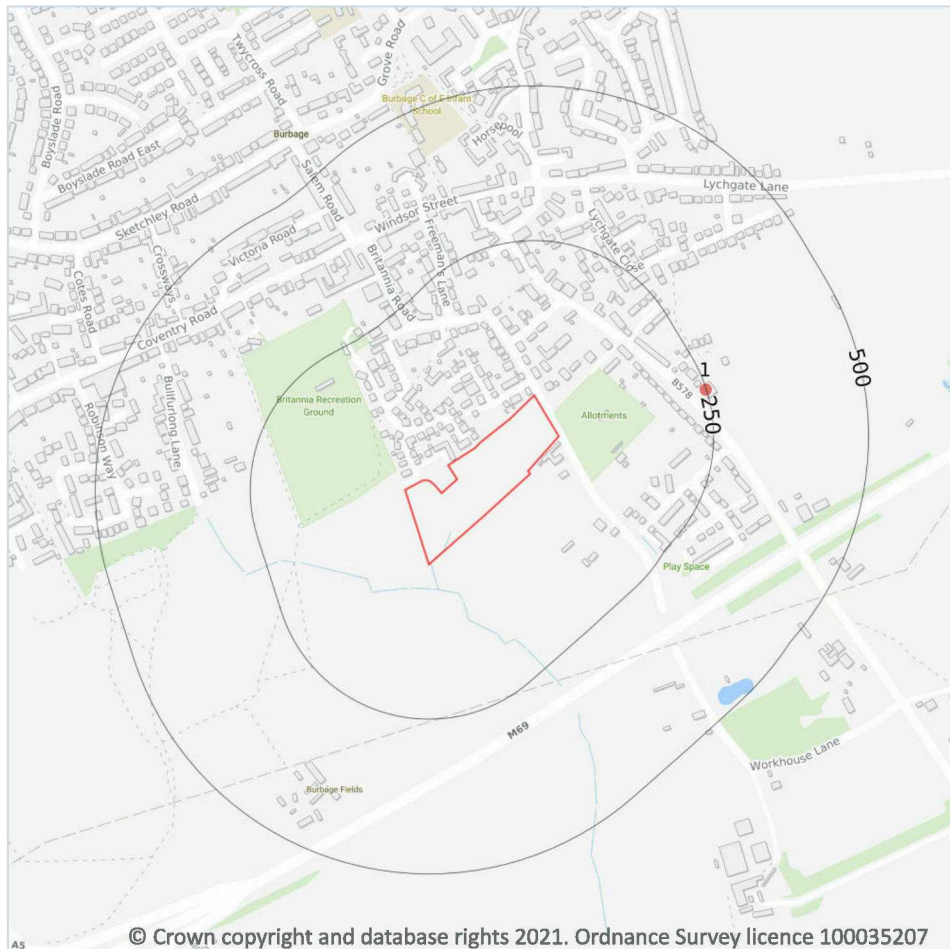 Twycross Road
Grove Road
Boyslade Road
Burbage C of E Infant
School
Burbage
Horsepool
Boyslade Road East
Salem Road
Lychgate Lane
Sketchley Road
Windsor Street
Victoria Road
Freeman's Lane
Lychgate Close
Crossways
Britannia Road
Cotes Road
Coventry Road
1
500
B578
250
Bullfurlong Lane
Britannia Recreation
Ground
Allotments
Robinson Way
Play Space
M69
Workhouse Lane
Burbage Fields
A5
© Crown copyright and database rights 2021. Ordnance Survey licence 100035207